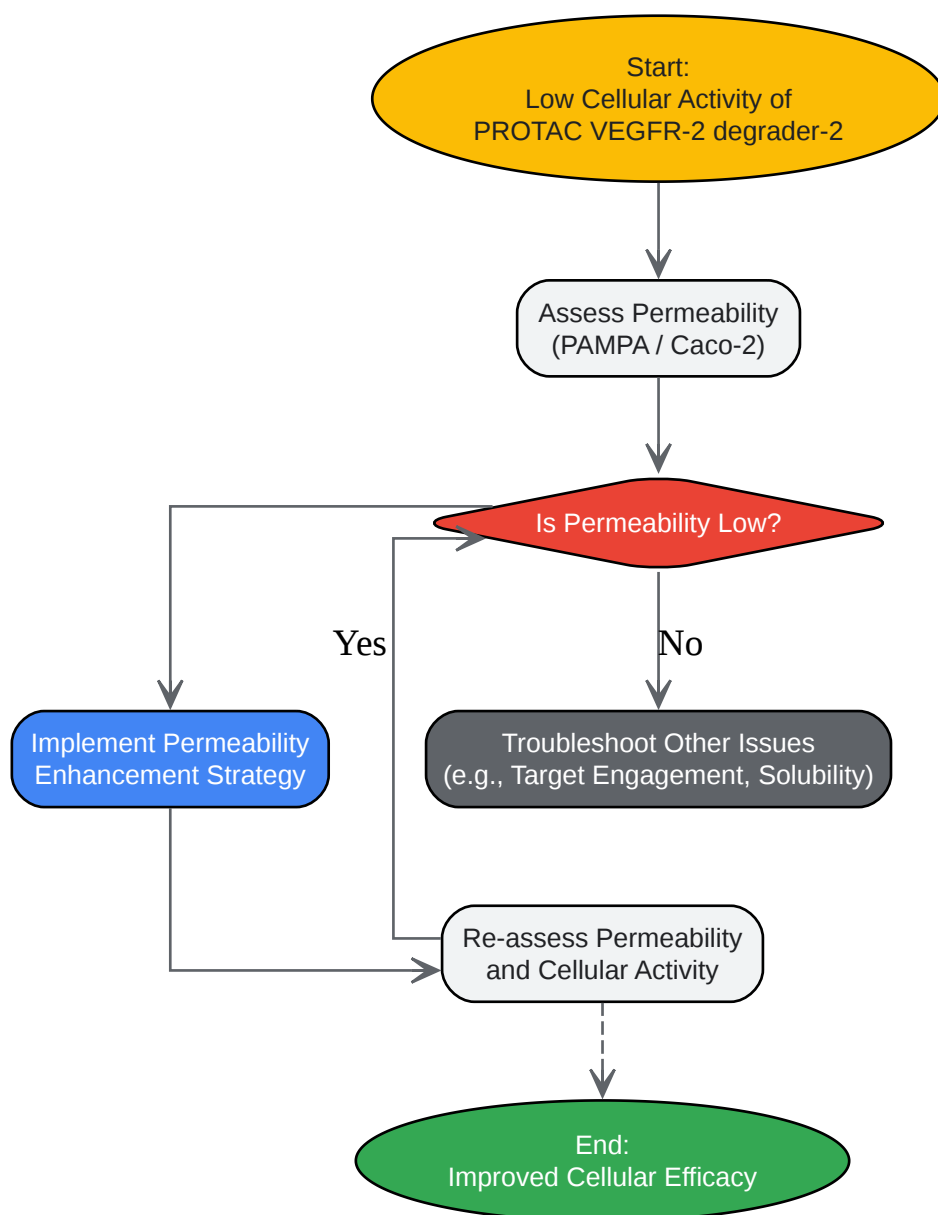 Start:
Low Cellular Activity of
PROTAC VEGFR-2 degrader-2
Assess Permeability
(PAMPA / Caco-2)
Is Permeability Low?
Yes
No
Implement Permeability
Enhancement Strategy
Troubleshoot Other Issues
(e.g., Target Engagement, Solubility)
Re-assess Permeability
and Cellular Activity
End:
Improved Cellular Efficacy